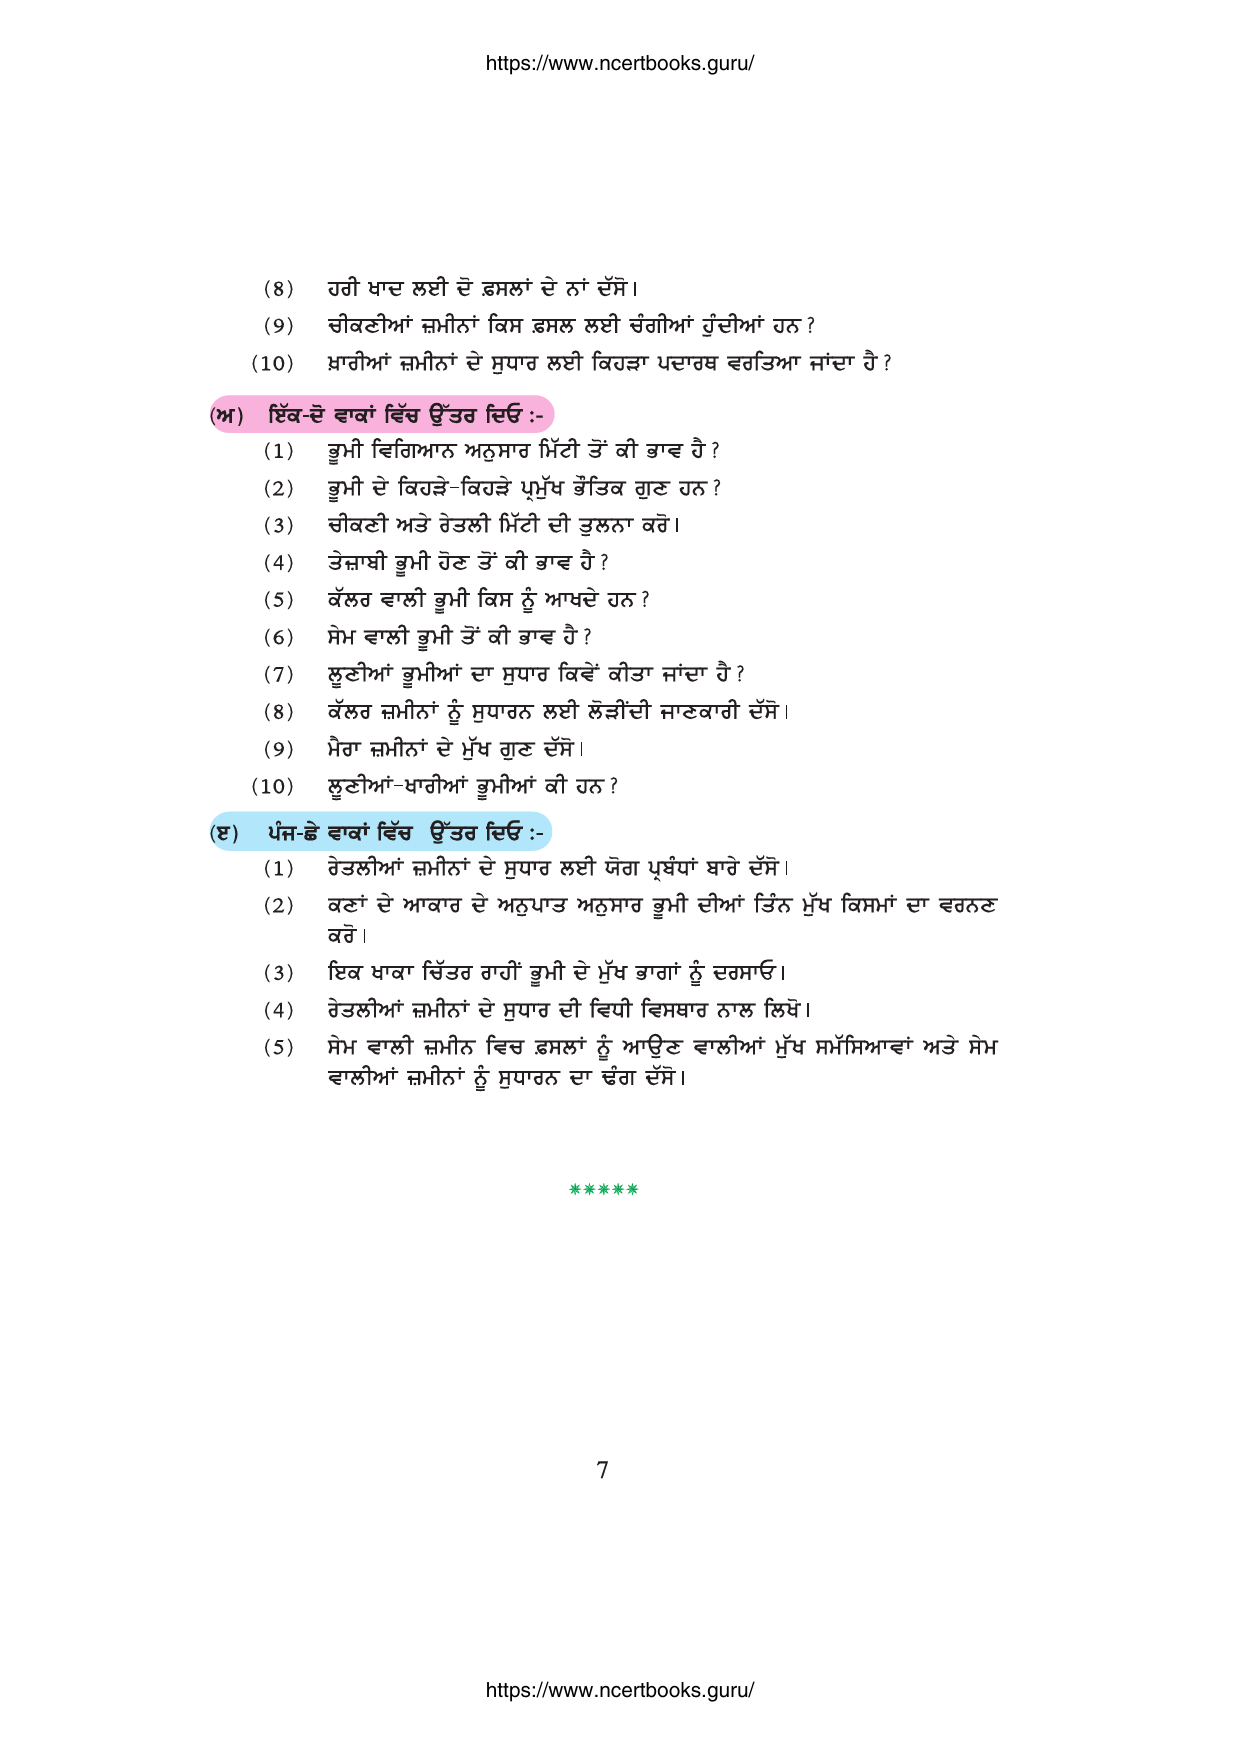 https://www.ncertbooks.guru/
(8) ਹਰੀ ਖਾਦ ਲਈ ਦੋ ਫ਼ਸਲਾਂ ਦੇ ਨਾਂ ਦੱਸੋ।
(9) ਚੀਕਣੀਆਂ ਜ਼ਮੀਨਾਂ ਕਿਸ ਫ਼ਸਲ ਲਈ ਚੰਗੀਆਂ ਹੁੰਦੀਆਂ ਹਨ ?
(10) ਖ਼ਾਰੀਆਂ ਜ਼ਮੀਨਾਂ ਦੇ ਸੁਧਾਰ ਲਈ ਕਿਹੜਾ ਪਦਾਰਥ ਵਰਤਿਆ ਜਾਂਦਾ ਹੈ ?
(ਅ) ਇੱਕ-ਦੋ ਵਾਕਾਂ ਵਿੱਚ ਉੱਤਰ ਦਿਓ :-
(1) ਭੂਮੀ ਵਿਗਿਆਨ ਅਨੁਸਾਰ ਮਿੱਟੀ ਤੋਂ ਕੀ ਭਾਵ ਹੈ ?
(2) ਭੂਮੀ ਦੇ ਕਿਹੜੇ-ਕਿਹੜੇ ਪ੍ਰਮੁੱਖ ਭੌਤਿਕ ਗੁਣ ਹਨ ?
(3) ਚੀਕਣੀ ਅਤੇ ਰੇਤਲੀ ਮਿੱਟੀ ਦੀ ਤੁਲਨਾ ਕਰੋ।
(4) ਤੇਜ਼ਾਬੀ ਭੂਮੀ ਹੋਣ ਤੋਂ ਕੀ ਭਾਵ ਹੈ ?
(5) ਕੱਲਰ ਵਾਲੀ ਭੂਮੀ ਕਿਸ ਨੂੰ ਆਖਦੇ ਹਨ ?
(6) ਸੇਮ ਵਾਲੀ ਭੂਮੀ ਤੋਂ ਕੀ ਭਾਵ ਹੈ ?
(7) ਲੂਣੀਆਂ ਭੂਮੀਆਂ ਦਾ ਸੁਧਾਰ ਕਿਵੇਂ ਕੀਤਾ ਜਾਂਦਾ ਹੈ ?
(8) ਕੱਲਰ ਜ਼ਮੀਨਾਂ ਨੂੰ ਸੁਧਾਰਨ ਲਈ ਲੋੜੀਂਦੀ ਜਾਣਕਾਰੀ ਦੱਸੋ।
(9) ਮੈਰਾ ਜ਼ਮੀਨਾਂ ਦੇ ਮੁੱਖ ਗੁਣ ਦੱਸੋ।
(10) ਲੂਣੀਆਂ-ਖਾਰੀਆਂ ਭੂਮੀਆਂ ਕੀ ਹਨ ?
(ੲ) ਪੰਜ-ਛੇ ਵਾਕਾਂ ਵਿੱਚ ਉੱਤਰ ਦਿਓ :-
(1) ਰੇਤਲੀਆਂ ਜ਼ਮੀਨਾਂ ਦੇ ਸੁਧਾਰ ਲਈ ਯੋਗ ਪ੍ਰਬੰਧਾਂ ਬਾਰੇ ਦੱਸੋ।
(2) ਕਣਾਂ ਦੇ ਆਕਾਰ ਦੇ ਅਨੁਪਾਤ ਅਨੁਸਾਰ ਭੂਮੀ ਦੀਆਂ ਤਿੰਨ ਮੁੱਖ ਕਿਸਮਾਂ ਦਾ ਵਰਨਣ
ਕਰੋ।
(3) ਇਕ ਖਾਕਾ ਚਿੱਤਰ ਰਾਹੀਂ ਭੂਮੀ ਦੇ ਮੁੱਖ ਭਾਗਾਂ ਨੂੰ ਦਰਸਾਓ।
(4) ਰੇਤਲੀਆਂ ਜ਼ਮੀਨਾਂ ਦੇ ਸੁਧਾਰ ਦੀ ਵਿਧੀ ਵਿਸਥਾਰ ਨਾਲ ਲਿਖੋ।
(5) ਸੇਮ ਵਾਲੀ ਜ਼ਮੀਨ ਵਿਚ ਫ਼ਸਲਾਂ ਨੂੰ ਆਉਣ ਵਾਲੀਆਂ ਮੁੱਖ ਸਮੱਸਿਆਵਾਂ ਅਤੇ ਸੇਮ
ਵਾਲੀਆਂ ਜ਼ਮੀਨਾਂ ਨੂੰ ਸੁਧਾਰਨ ਦਾ ਢੰਗ ਦੱਸੋ।
*****
7
https://www.ncertbooks.guru/